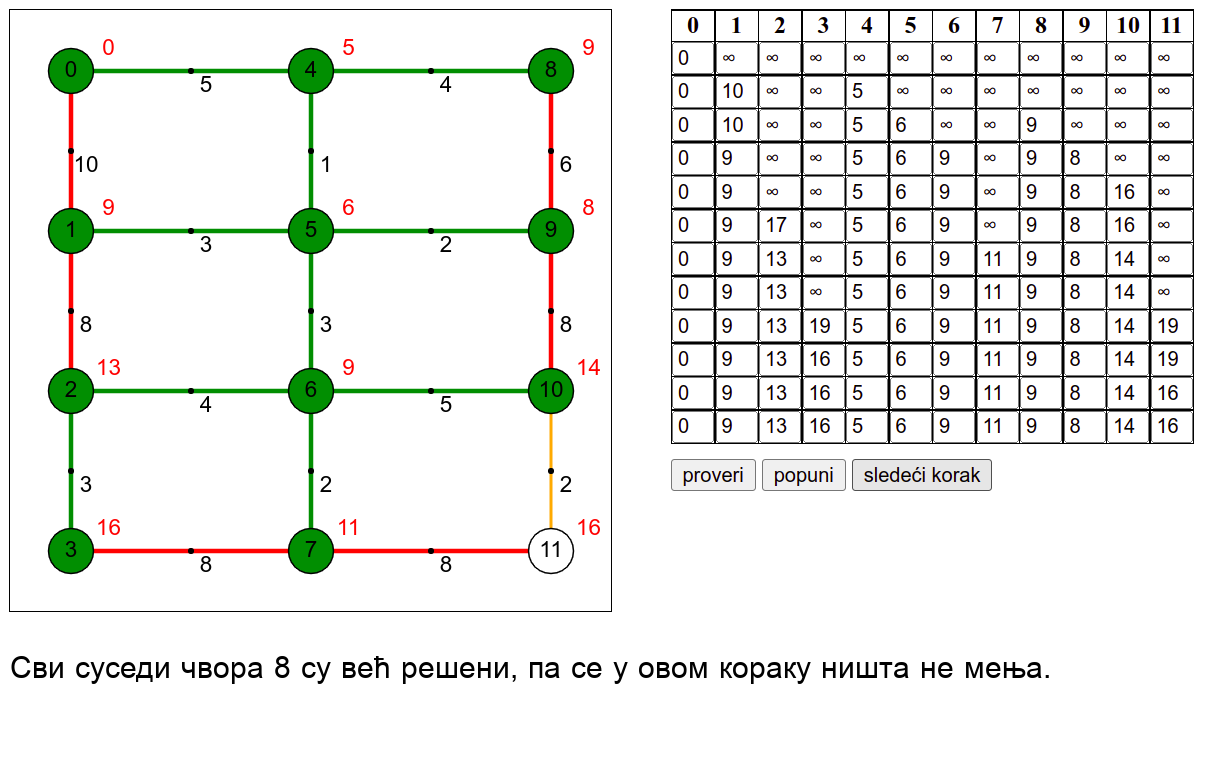 0 5 9
0 4 8
5 4
10 1 6
9 6 8
1 5 9
3 2
8 3 8
13 9 14
2 6 10
4 5
3 2 2
16 11 16
3 7 11
8 8
0 1 2 3 4 5 6 7 8 9 10 11
0 ∞ ∞ ∞ ∞ ∞ ∞ ∞ ∞ ∞ ∞ ∞
0 10 ∞ ∞ 5 ∞ ∞ ∞ ∞ ∞ ∞ ∞
0 10 ∞ ∞ 5 6 ∞ ∞ 9 ∞ ∞ ∞
0 9 ∞ ∞ 5 6 9 ∞ 9 8 ∞ ∞
0 9 ∞ ∞ 5 6 9 ∞ 9 8 16 ∞
0 9 17 ∞ 5 6 9 ∞ 9 8 16 ∞
0 9 13 ∞ 5 6 9 11 9 8 14 ∞
0 9 13 ∞ 5 6 9 11 9 8 14 ∞
0 9 13 19 5 6 9 11 9 8 14 19
0 9 13 16 5 6 9 11 9 8 14 19
0 9 13 16 5 6 9 11 9 8 14 16
0 9 13 16 5 6 9 11 9 8 14 16
proveri popuni sledeći korak
Сви суседи чвора 8 су већ решени, па се у овом кораку ништа не мења.